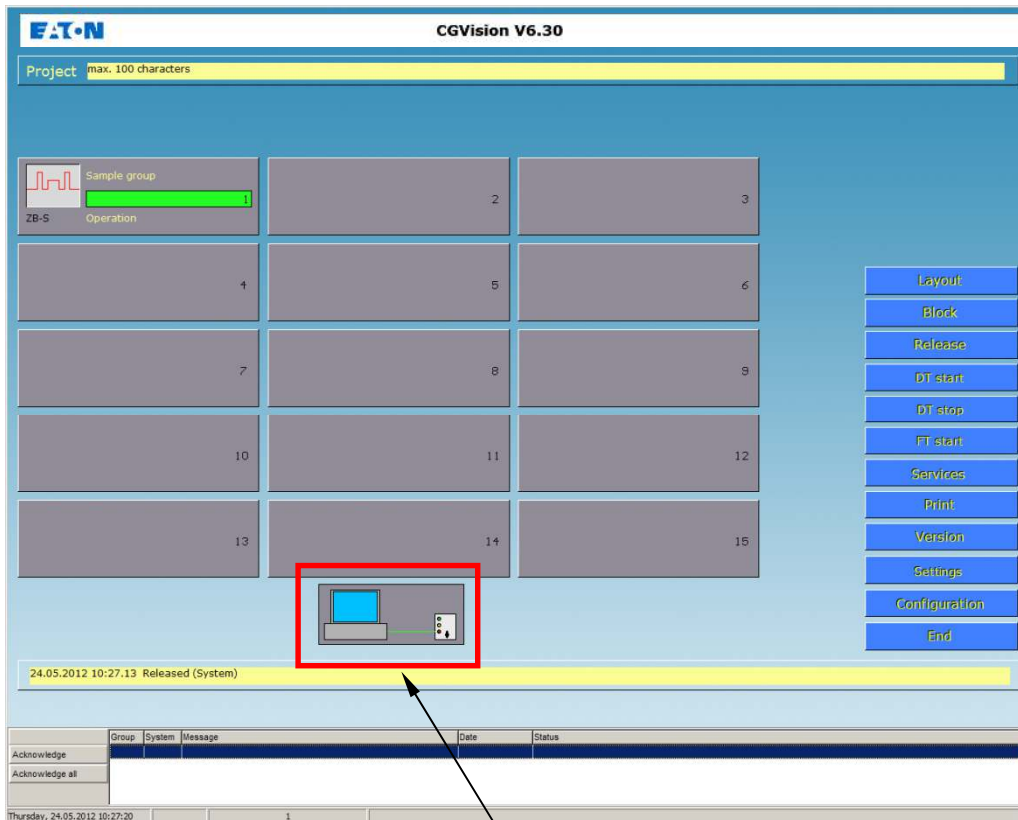 EATON CGVision V6.30
Project max. 100 characters
Sample group
1 2 3
ZB-S Operation
4 5 6
Layout
Block
Release
7 8 9
DT start
DT stop
FT start
10 11 12
Services
Print
13 14 15
Version
Settings
Configuration
End
24.05.2012 10:27.13 Released (System)
Group System Message Date Status
Acknowledge
Acknowledge all
Thursday, 24.05.2012 10:27:20 1